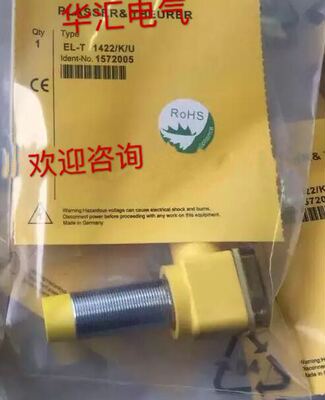 华汇电气
PLASSER& THEURER
Qty
Type
1
EL-T 1422/K/U
Ident-No. 1572005
RoHS
欢迎咨询
Warning:Hazardous voltage can cause electrical shock and burns.
Disconnect power before proceeding with any work on this equipment.
Made in Germany